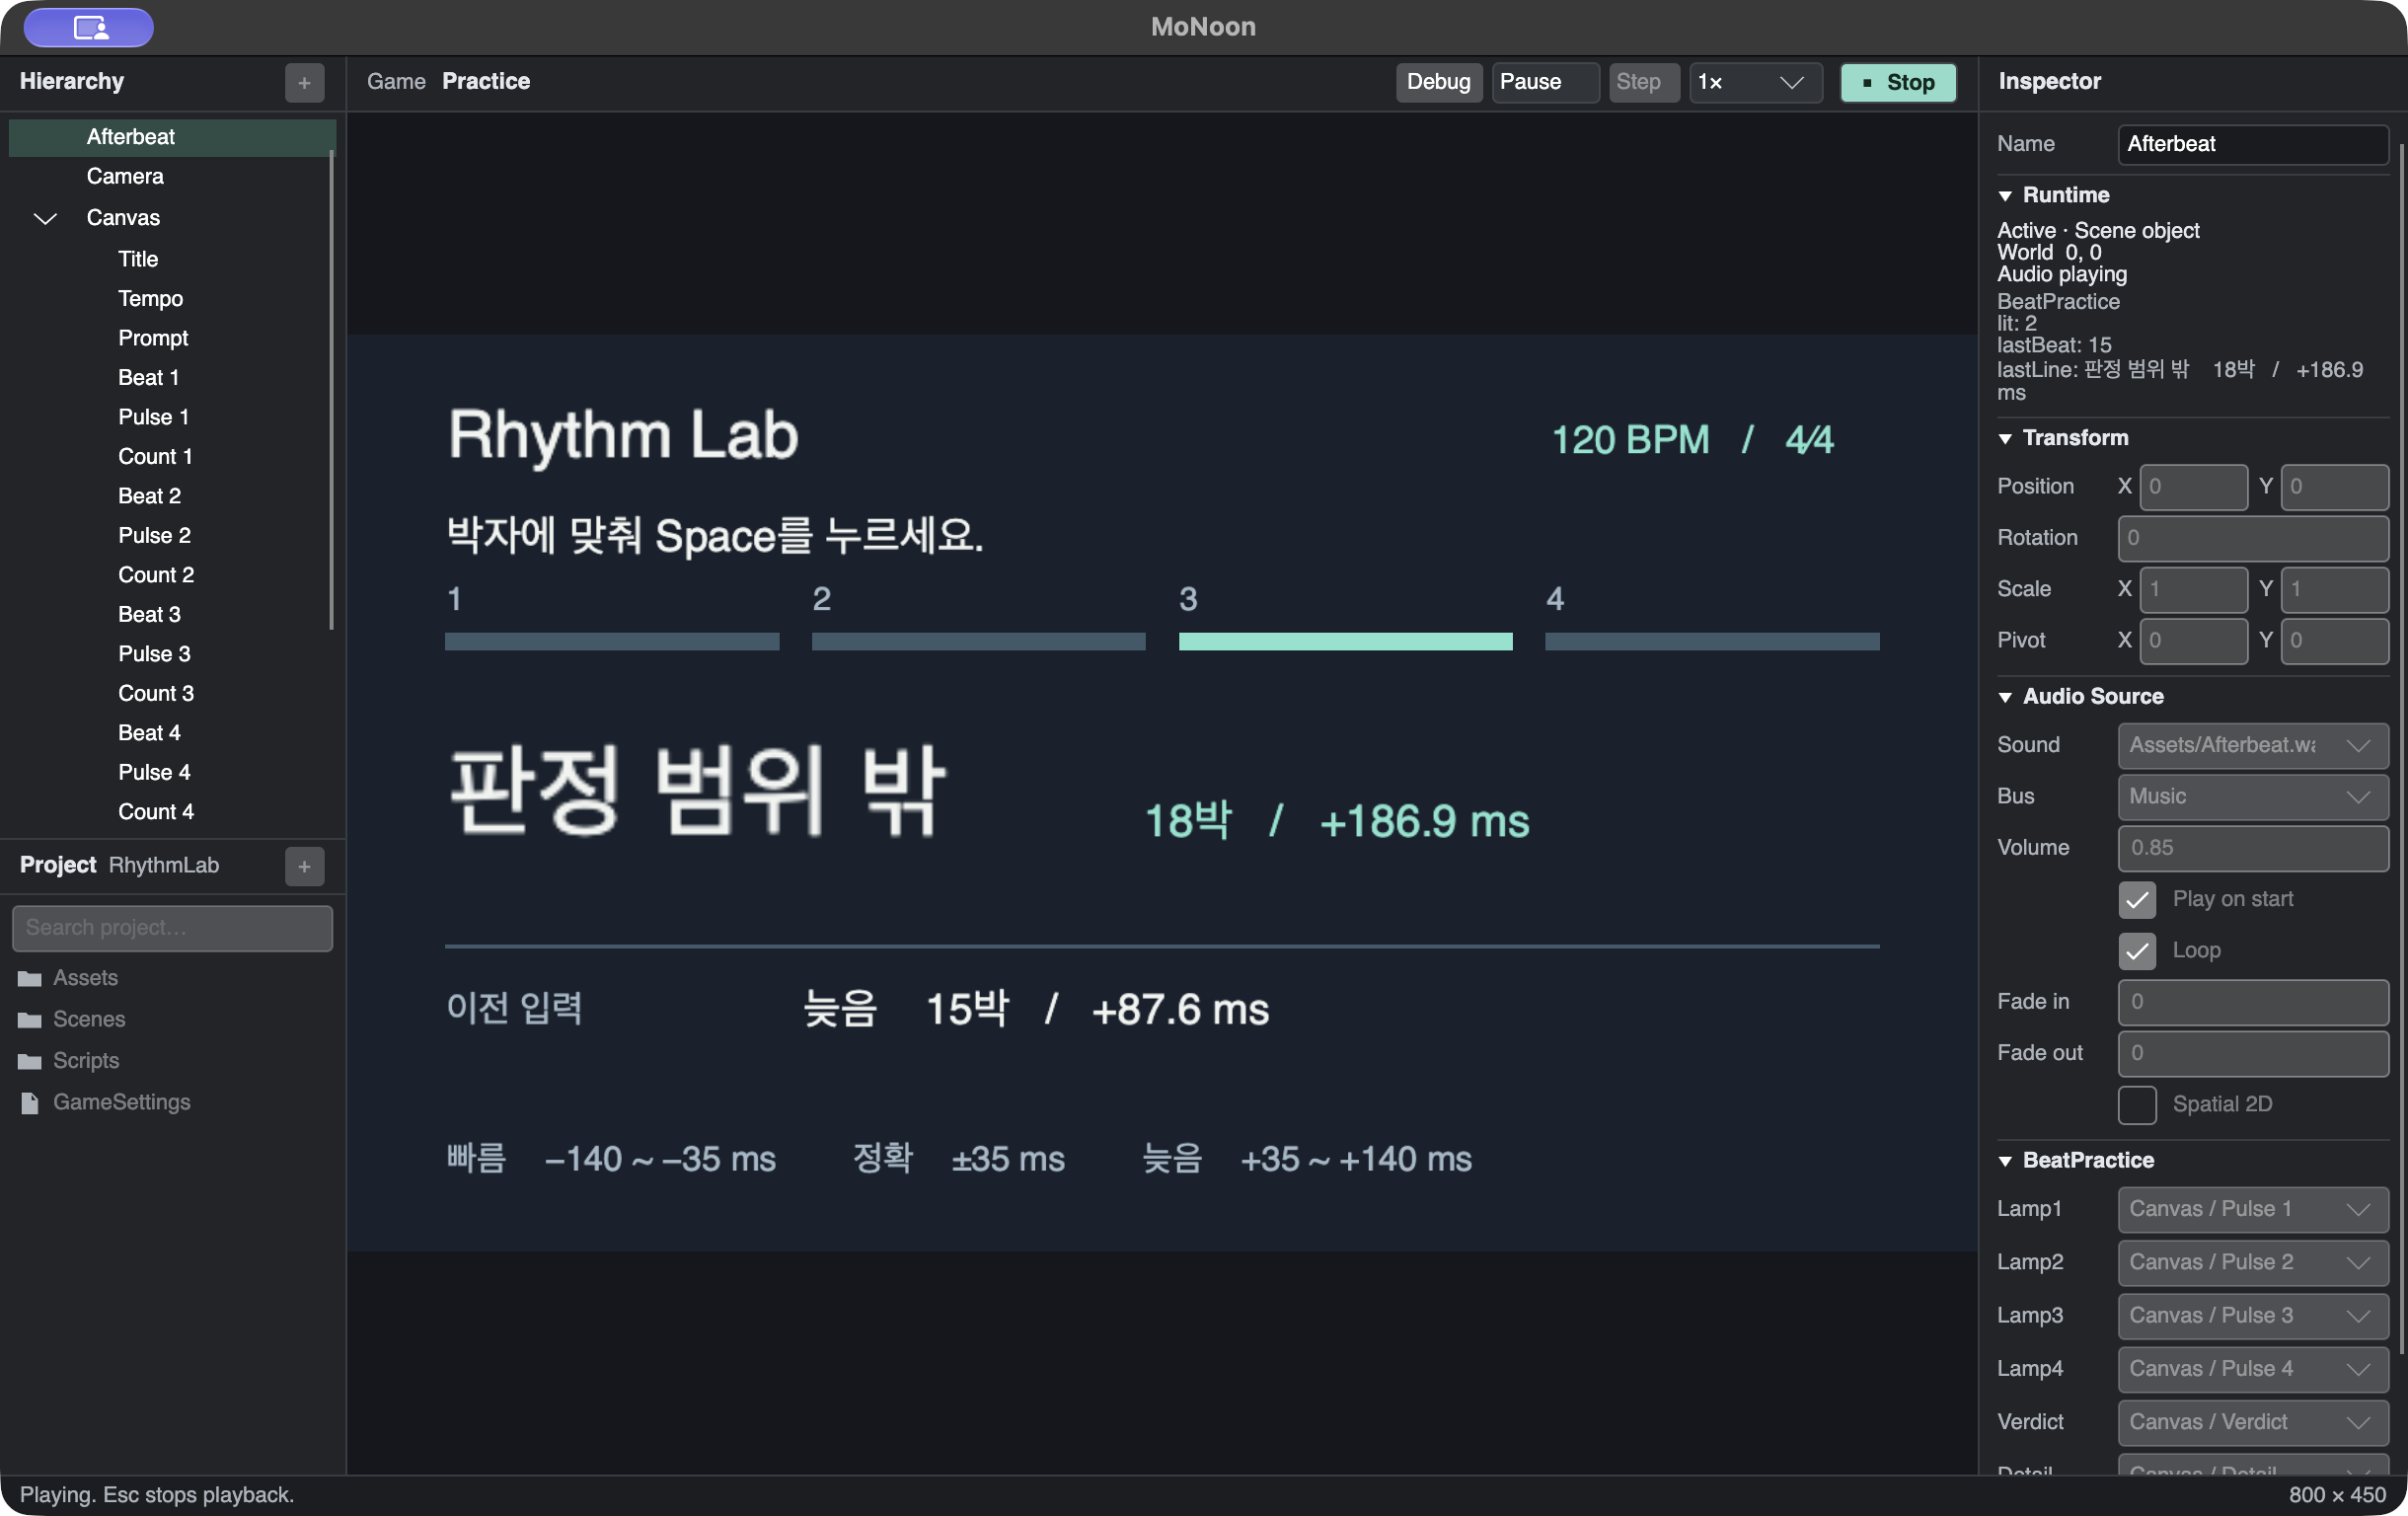 MoNoon
Hierarchy +
Afterbeat
Camera
Canvas
Title
Tempo
Prompt
Beat 1
Pulse 1
Count 1
Beat 2
Pulse 2
Count 2
Beat 3
Pulse 3
Count 3
Beat 4
Pulse 4
Count 4
Project RhythmLab +
Search project…
Assets
Scenes
Scripts
GameSettings
Game Practice Debug Pause Step 1× Stop
Rhythm Lab 120 BPM / 4/4
박자에 맞춰 Space를 누르세요.
1 2 3 4
판정 범위 밖 18박 / +186.9 ms
이전 입력 늦음 15박 / +87.6 ms
빠름 −140 ~ −35 ms 정확 ±35 ms 늦음 +35 ~ +140 ms
Inspector
Name Afterbeat
Runtime
Active · Scene object
World 0, 0
Audio playing
BeatPractice
lit: 2
lastBeat: 15
lastLine: 판정 범위 밖 18박 / +186.9
ms
Transform
Position X 0 Y 0
Rotation 0
Scale X 1 Y 1
Pivot X 0 Y 0
Audio Source
Sound Assets/Afterbeat.wa
Bus Music
Volume 0.85
Play on start
Loop
Fade in 0
Fade out 0
Spatial 2D
BeatPractice
Lamp1 Canvas / Pulse 1
Lamp2 Canvas / Pulse 2
Lamp3 Canvas / Pulse 3
Lamp4 Canvas / Pulse 4
Verdict Canvas / Verdict
Detail Canvas / Detail
Playing. Esc stops playback. 800 × 450